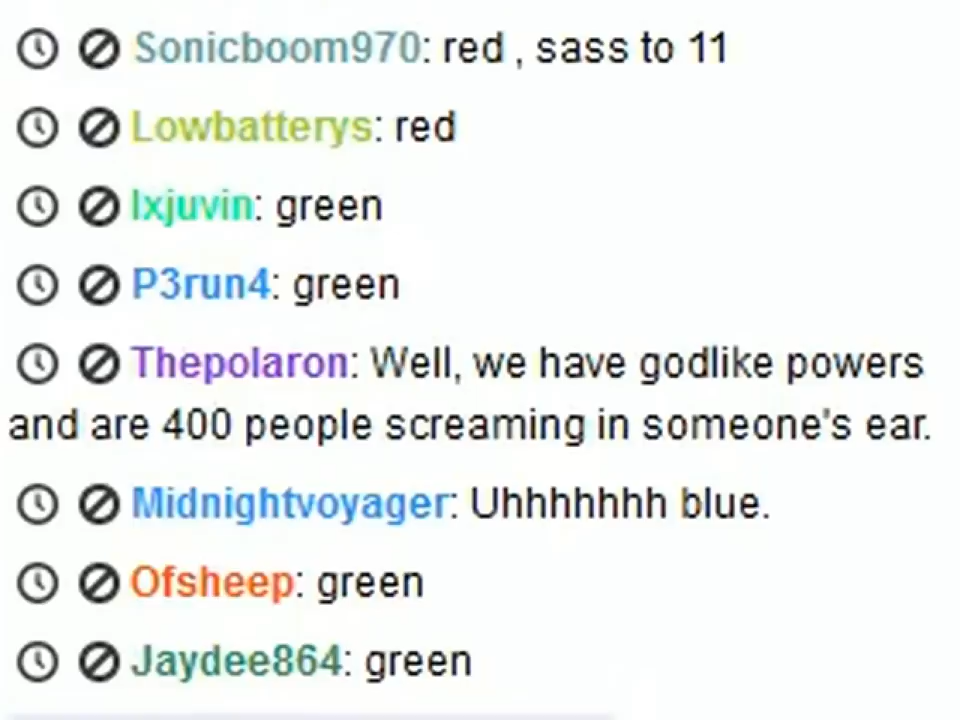 Sonicboom970: red , sass to 11
Lowbatterys: red
Ixjuvin: green
P3run4: green
Thepolaron: Well, we have godlike powers
and are 400 people screaming in someone's ear.
Midnightvoyager: Uhhhhhhh blue.
Ofsheep: green
Jaydee864: green